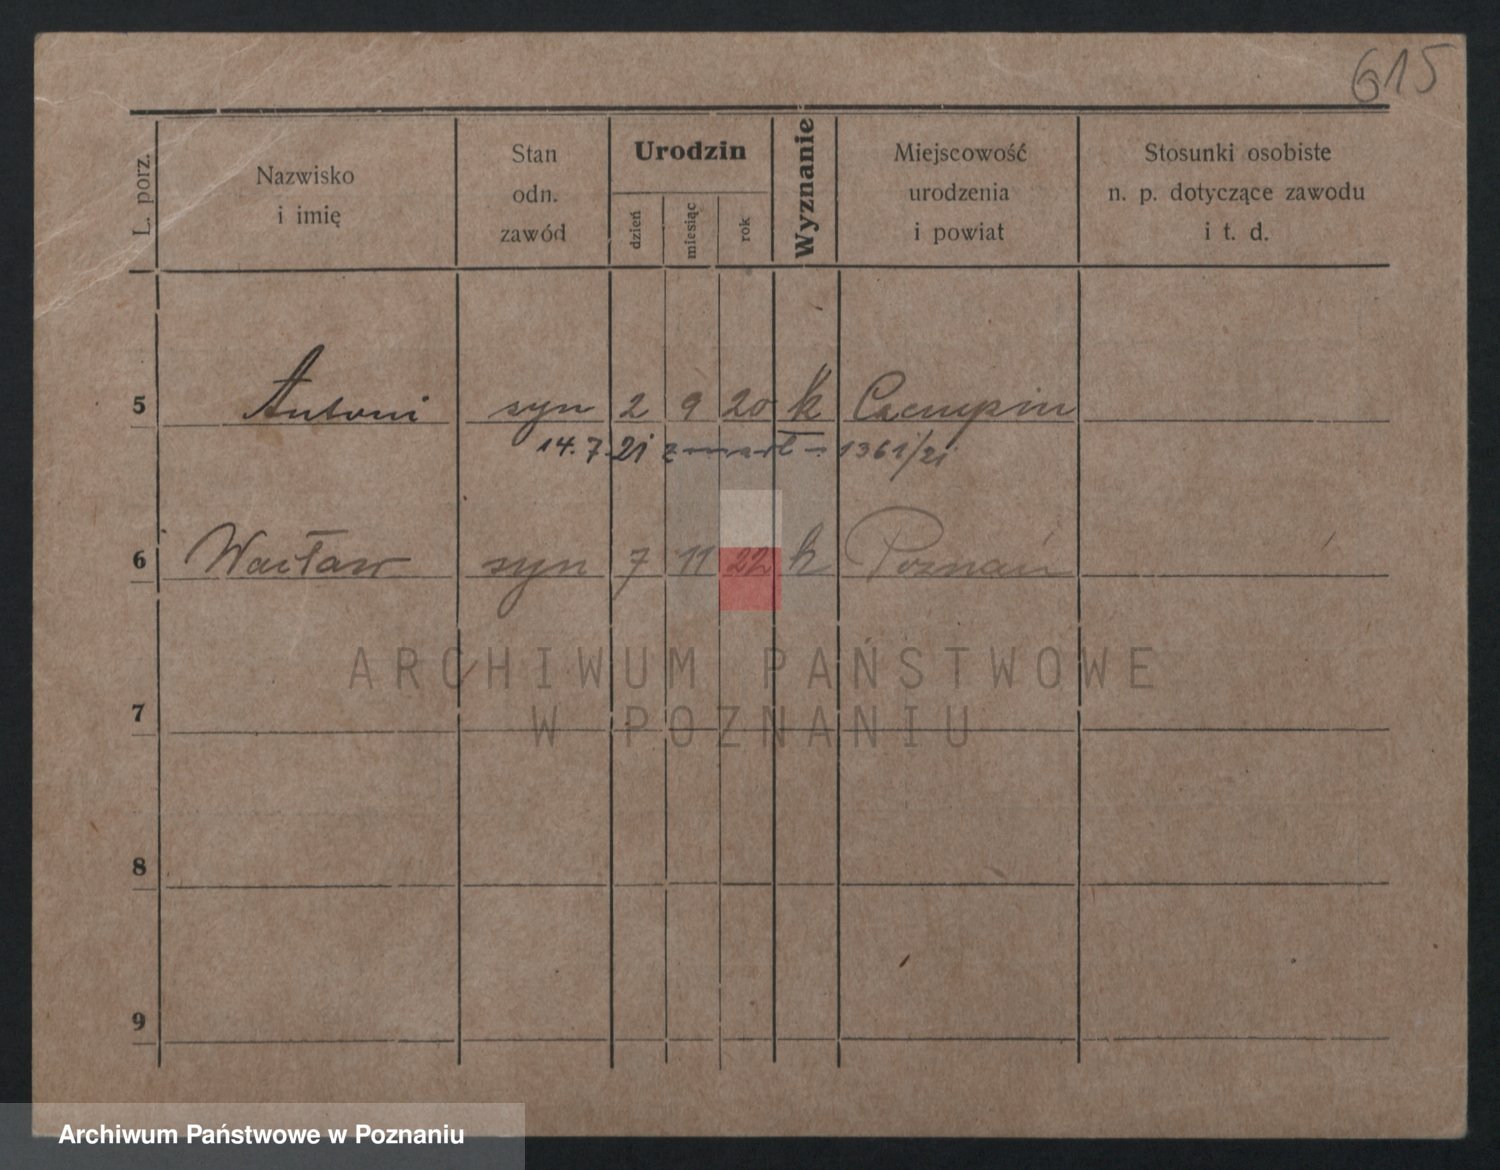 615
L. porz.
Nazwisko
i imię
Stan
odn.
zawód
Urodzin
dzień
miesiąc
rok
Wyznanie
Miejscowość
urodzenia
i powiat
Stosunki osobiste
n. p. dotyczące zawodu
i t. d.
5 Antoni syn 2 9 20 k
14.7.21 zmarł - 1361/21
6 Wacław syn 7 11 22 k Poznań
ARCHIWUM PAŃSTWOWE
W POZNANIU
7
8
9
Archiwum Państwowe w Poznaniu